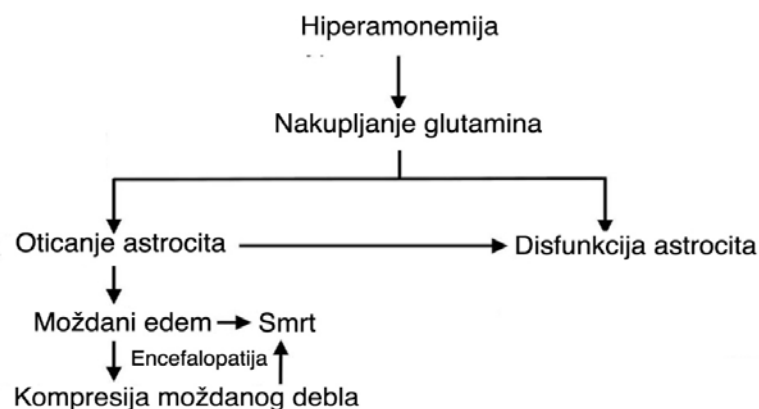 Hiperamonemija
Nakupljanje glutamina
Oticanje astrocita
Disfunkcija astrocita
Moždani edem
Smrt
Encefalopatija
Kompresija moždanog debla